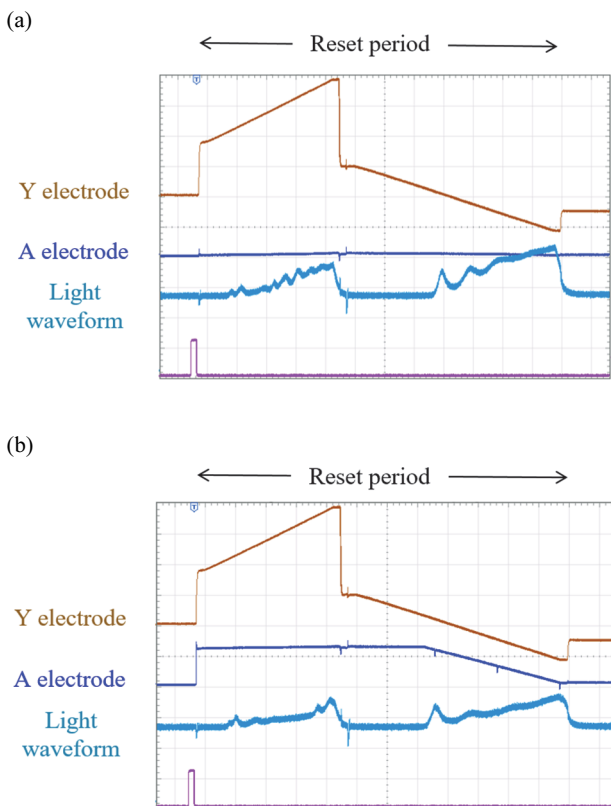 (a)
Reset period
Y electrode
A electrode
Light
waveform
(b)
Reset period
Y electrode
A electrode
Light
waveform